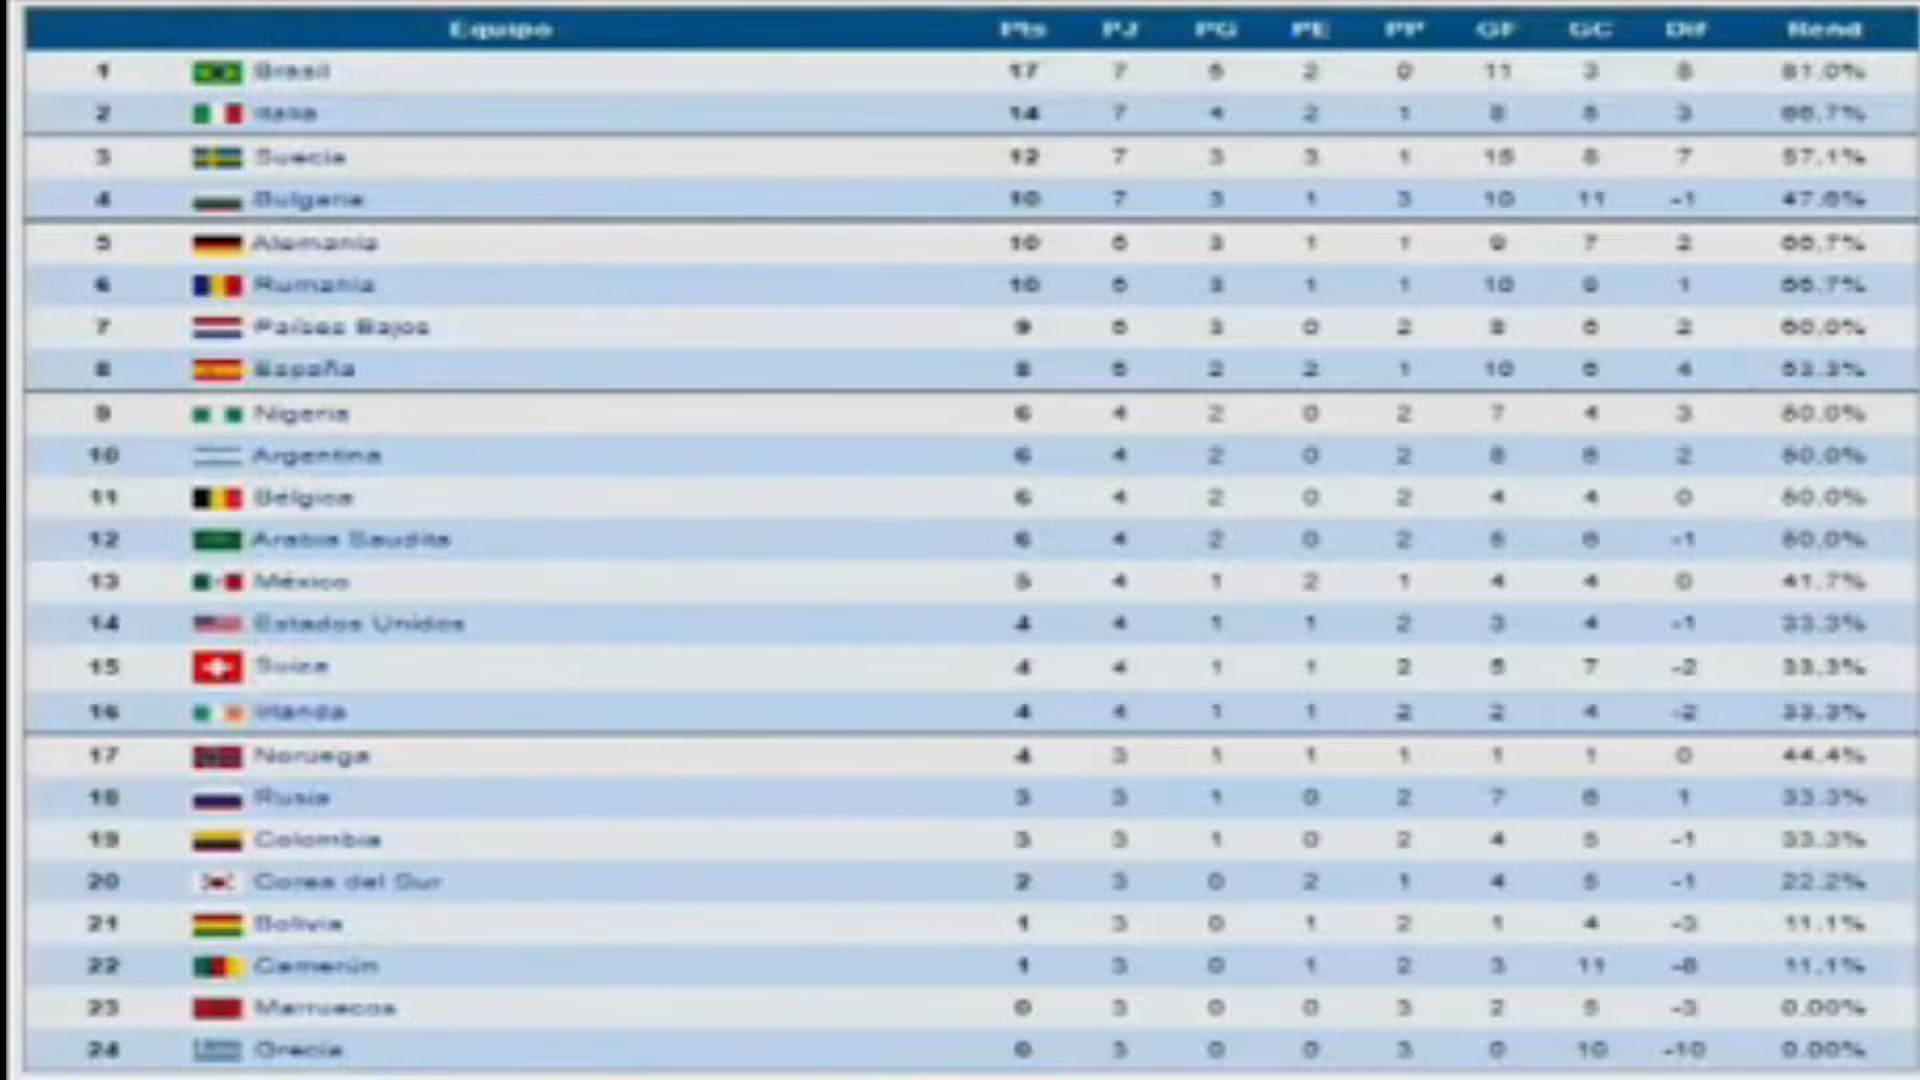 Equipo Pts PJ PG PE PP GF GC Dif Rend
1 Brasil 17 7 5 2 0 11 3 8 81.0%
2 Italia 14 7 4 2 1 8 5 3 66.7%
3 Suecia 12 7 3 3 1 15 8 7 57.1%
4 Bulgaria 10 7 3 1 3 10 11 -1 47.6%
5 Alemania 10 5 3 1 1 9 7 2 66.7%
6 Rumania 10 5 3 1 1 10 9 1 66.7%
7 Países Bajos 9 5 3 0 2 8 6 2 60.0%
8 España 8 5 2 2 1 10 6 4 53.3%
9 Nigeria 6 4 2 0 2 7 4 3 50.0%
10 Argentina 6 4 2 0 2 8 6 2 50.0%
11 Bélgica 6 4 2 0 2 4 4 0 50.0%
12 Arabia Saudita 6 4 2 0 2 5 6 -1 50.0%
13 México 5 4 1 2 1 4 4 0 41.7%
14 Estados Unidos 4 4 1 1 2 3 4 -1 33.3%
15 Suiza 4 4 1 1 2 5 7 -2 33.3%
16 Irlanda 4 4 1 1 2 2 4 -2 33.3%
17 Noruega 4 3 1 1 1 1 1 0 44.4%
18 Rusia 3 3 1 0 2 7 6 1 33.3%
19 Colombia 3 3 1 0 2 4 5 -1 33.3%
20 Corea del Sur 2 3 0 2 1 4 5 -1 22.2%
21 Bolivia 1 3 0 1 2 1 4 -3 11.1%
22 Camerún 1 3 0 1 2 3 11 -8 11.1%
23 Marruecos 0 3 0 0 3 2 5 -3 0.00%
24 Grecia 0 3 0 0 3 0 10 -10 0.00%